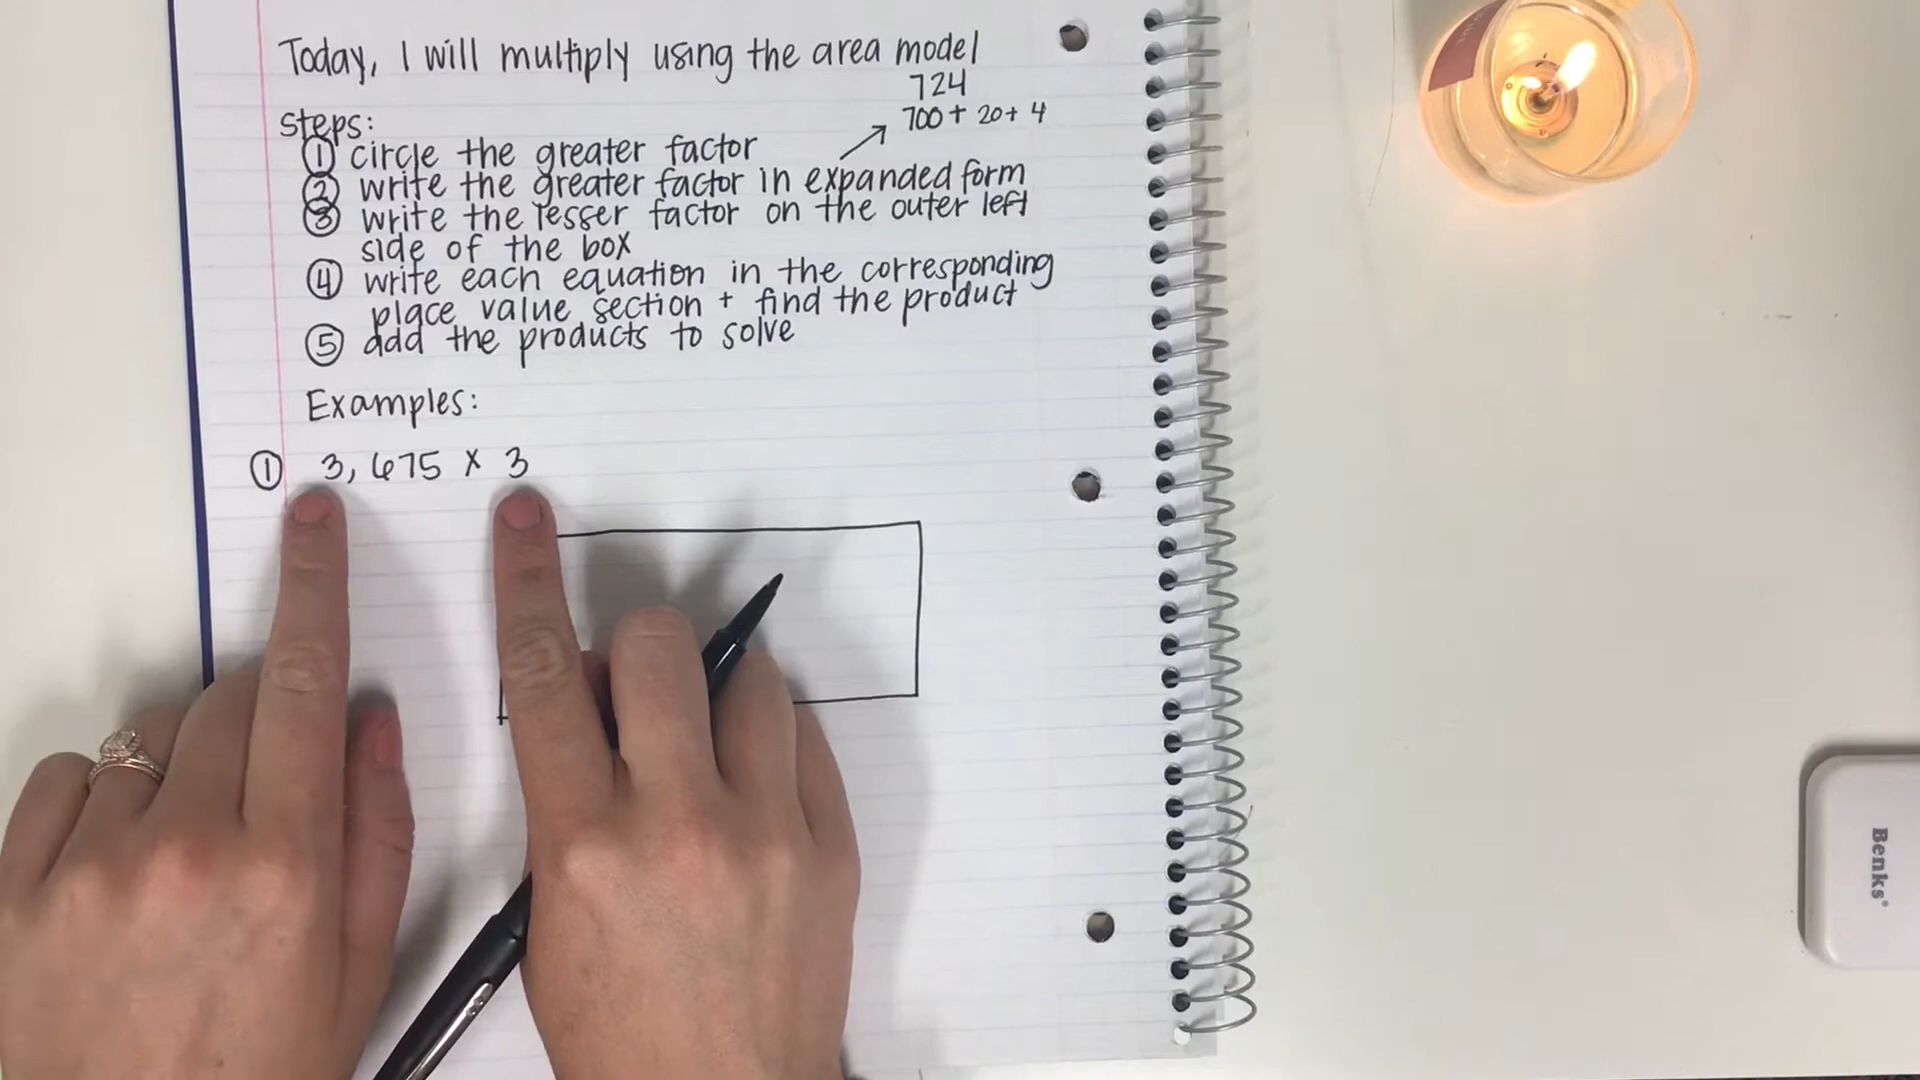 Today, I will multiply using the area model
724
700 + 20 + 4
steps:
① circle the greater factor
② write the greater factor in expanded form
③ write the lesser factor on the outer left
side of the box
④ write each equation in the corresponding
place value section + find the product
⑤ add the products to solve
Examples:
① 3,675 x 3
Benks®